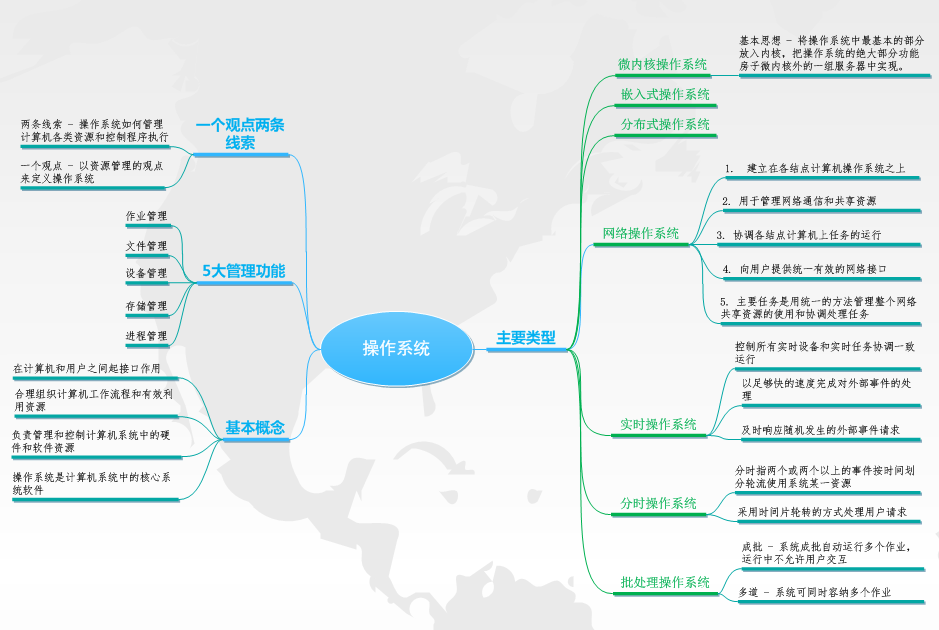 操作系统
一个观点两条
线索
两条线索 - 操作系统如何管理
计算机各类资源和控制程序执行
一个观点 - 以资源管理的观点
来定义操作系统
5大管理功能
作业管理
文件管理
设备管理
存储管理
进程管理
基本概念
在计算机和用户之间起接口作用
合理组织计算机工作流程和有效利
用资源
负责管理和控制计算机系统中的硬
件和软件资源
操作系统是计算机系统中的核心系
统软件
主要类型
微内核操作系统
基本思想 - 将操作系统中最基本的部分
放入内核，把操作系统的绝大部分功能
房子微内核外的一组服务器中实现。
嵌入式操作系统
分布式操作系统
网络操作系统
1. 建立在各结点计算机操作系统之上
2. 用于管理网络通信和共享资源
3. 协调各结点计算机上任务的运行
4. 向用户提供统一有效的网络接口
5. 主要任务是用统一的方法管理整个网络
共享资源的使用和协调处理任务
实时操作系统
控制所有实时设备和实时任务协调一致
运行
以足够快的速度完成对外部事件的处
理
及时响应随机发生的外部事件请求
分时操作系统
分时指两个或两个以上的事件按时间划
分轮流使用系统某一资源
采用时间片轮转的方式处理用户请求
批处理操作系统
成批 - 系统成批自动运行多个作业，
运行中不允许用户交互
多道 - 系统可同时容纳多个作业